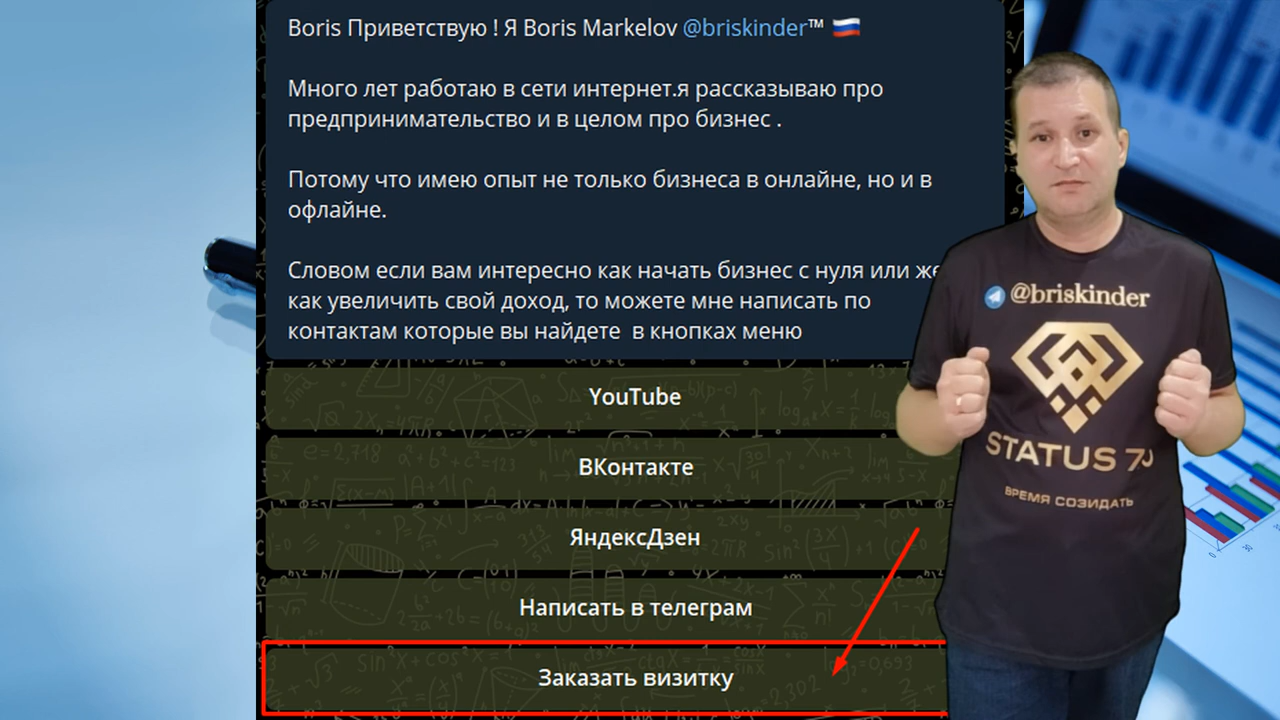 Boris Приветствую ! Я Boris Markelov @briskinder™
Много лет работаю в сети интернет.я рассказываю про
предпринимательство и в целом про бизнес .
Потому что имею опыт не только бизнеса в онлайне, но и в
офлайне.
Словом если вам интересно как начать бизнес с нуля или же
как увеличить свой доход, то можете мне написать по
контактам которые вы найдете в кнопках меню
YouTube
ВКонтакте
ЯндексДзен
Написать в телеграм
Заказать визитку
@briskinder
STATUS 7
ВРЕМЯ СОЗИДАТЬ